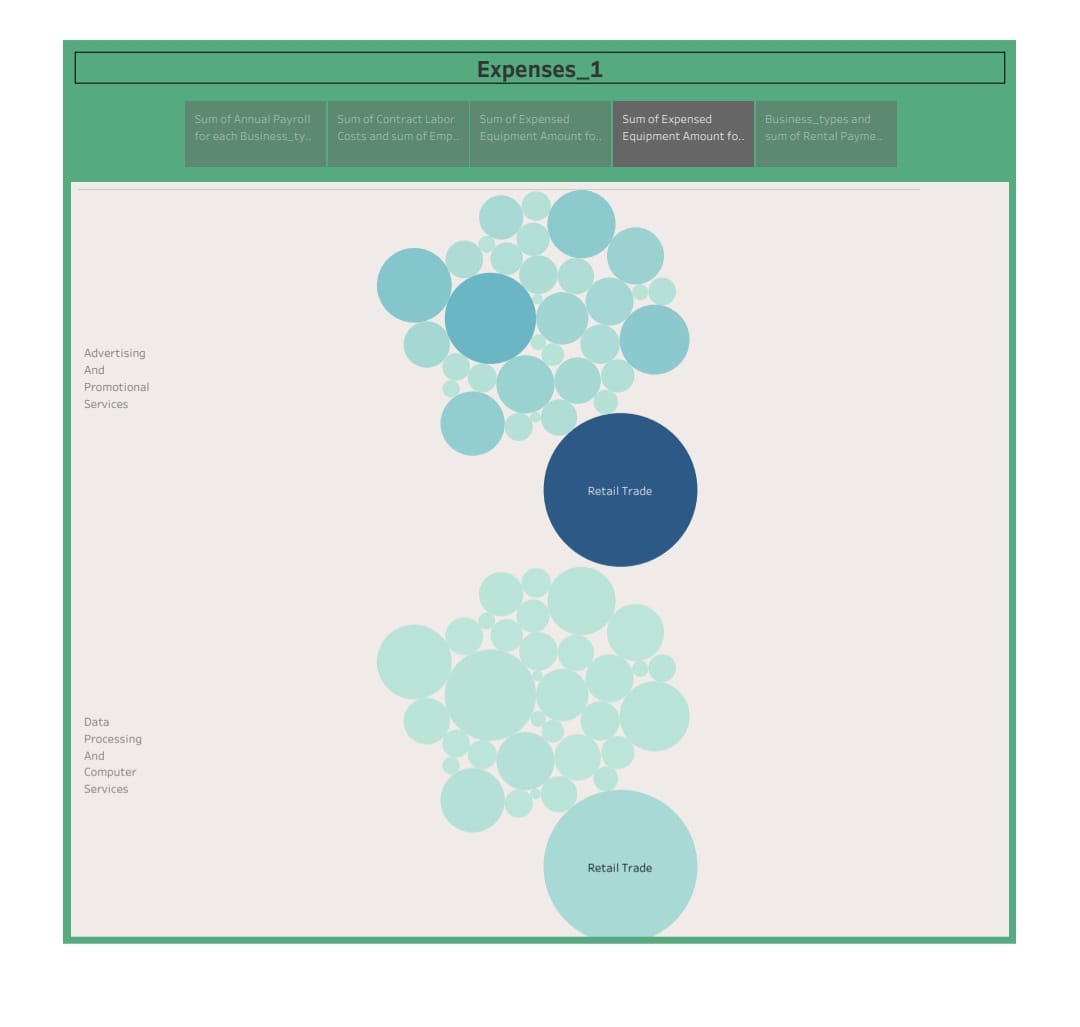 Expenses_1
Sum of Annual Payroll
for each Business_ty..
Sum of Contract Labor
Costs and sum of Emp..
Sum of Expensed
Equipment Amount fo..
Sum of Expensed
Equipment Amount fo..
Business_types and
sum of Rental Payme..
Advertising
And
Promotional
Services
Retail Trade
Data
Processing
And
Computer
Services
Retail Trade